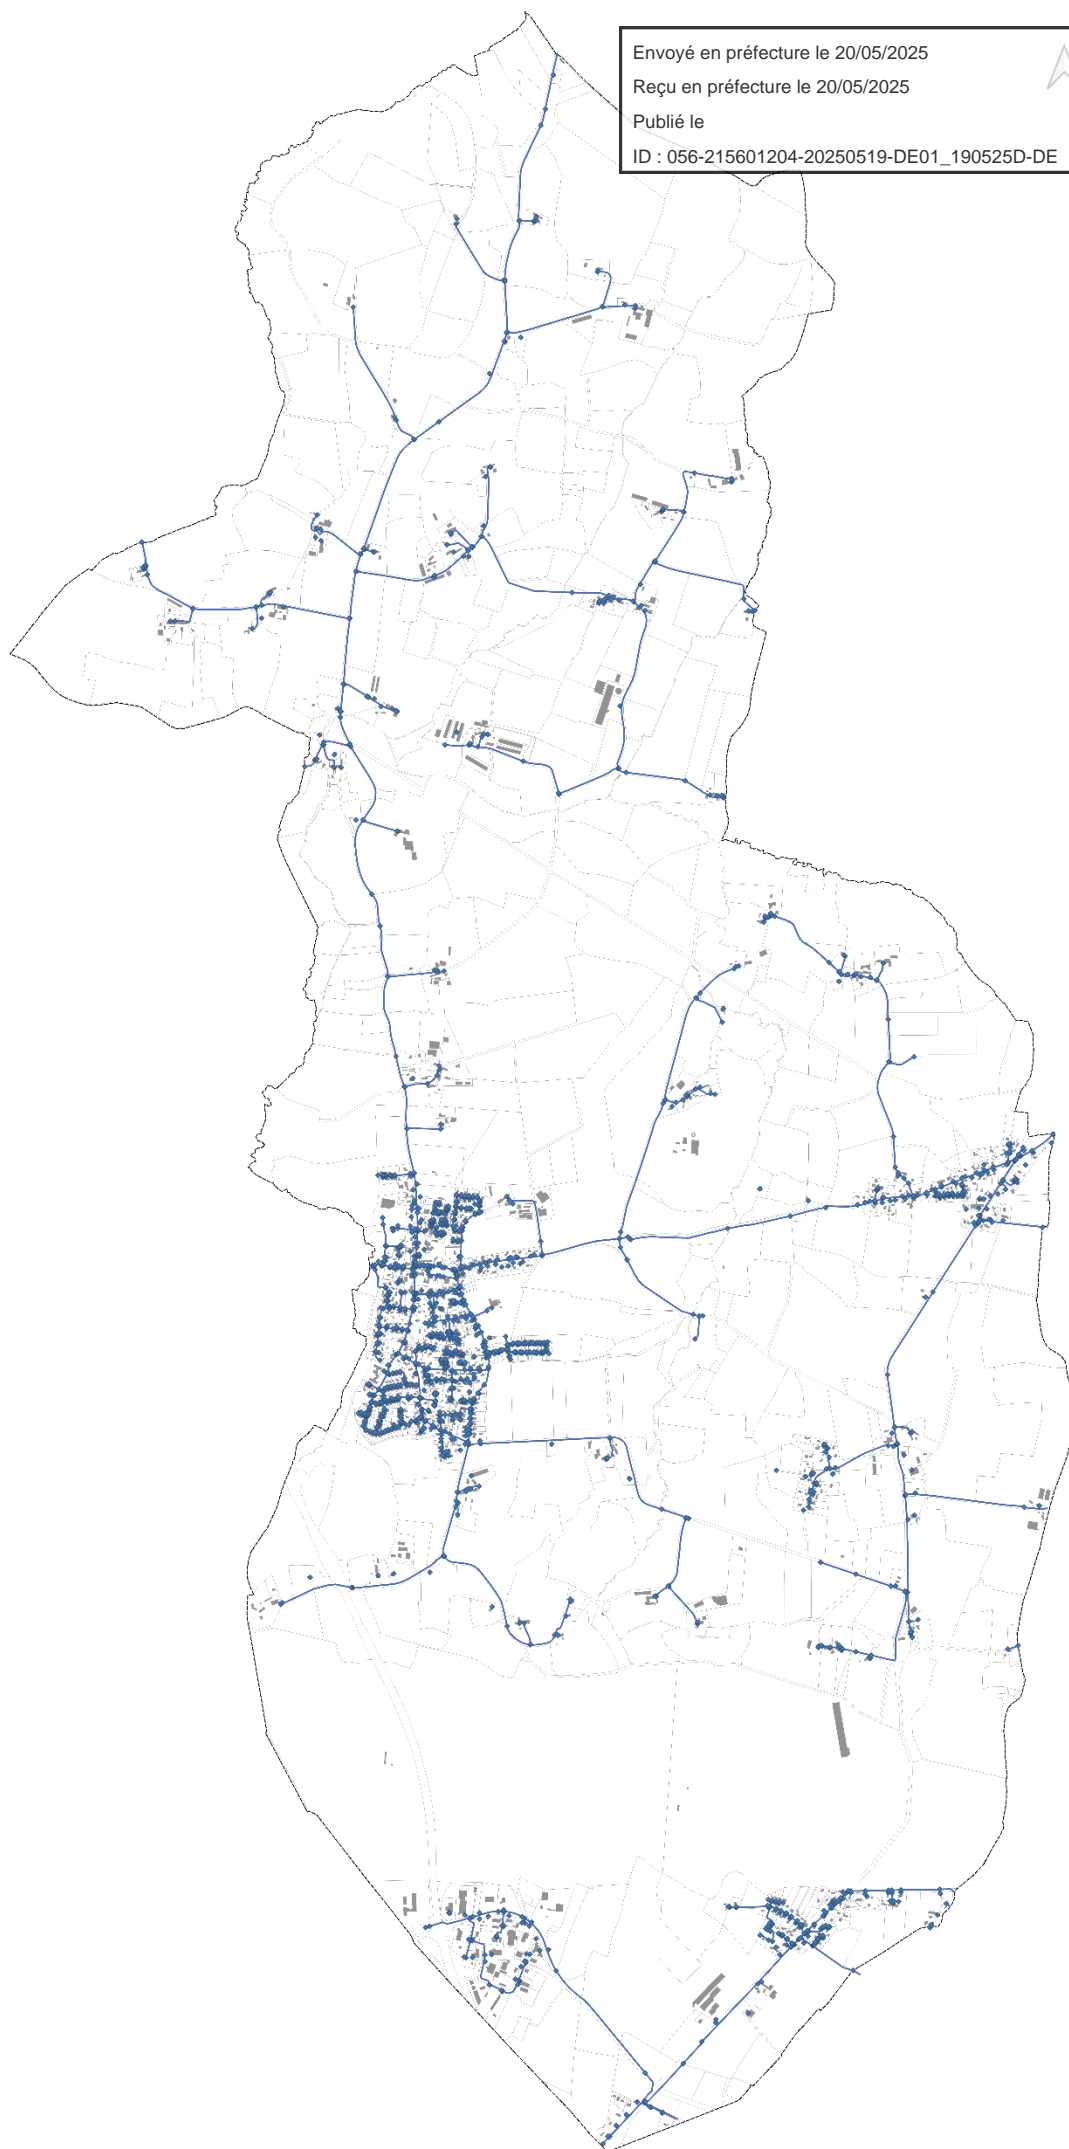 Envoyé en préfecture le 20/05/2025
Reçu en préfecture le 20/05/2025
Publié le
ID : 056-215601204-20250519-DE01_190525D-DE